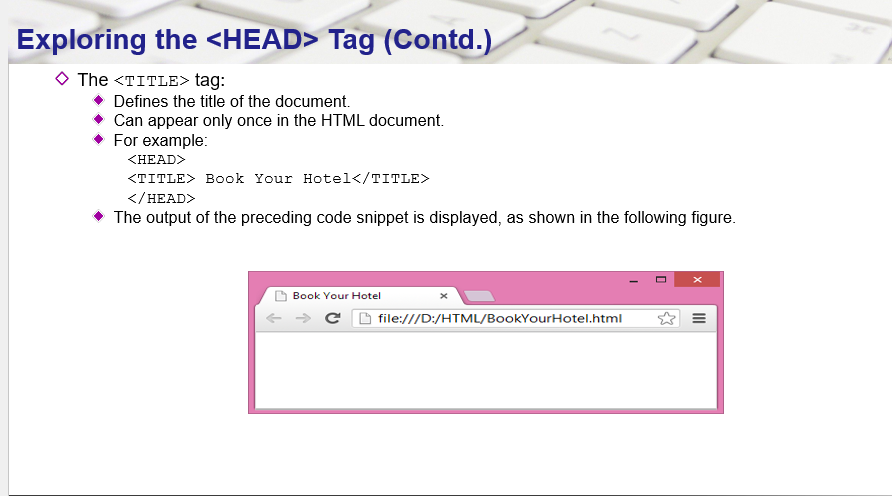 Exploring the <HEAD> Tag (Contd.)
The <TITLE> tag:
Defines the title of the document.
Can appear only once in the HTML document.
For example:
<HEAD>
<TITLE> Book Your Hotel</TITLE>
</HEAD>
The output of the preceding code snippet is displayed, as shown in the following figure.
Book Your Hotel
file:///D:/HTML/BookYourHotel.html